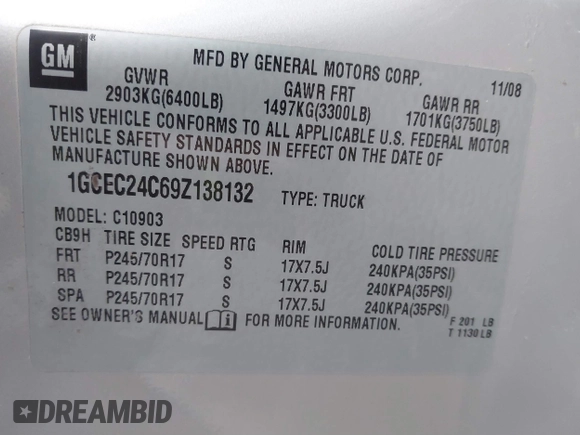 GM
MFD BY GENERAL MOTORS CORP. 11/08
GVWR GAWR FRT GAWR RR
2903KG(6400LB) 1497KG(3300LB) 1701KG(3750LB)
THIS VEHICLE CONFORMS TO ALL APPLICABLE U.S. FEDERAL MOTOR
VEHICLE SAFETY STANDARDS IN EFFECT ON THE DATE OF
MANUFACTURE SHOWN ABOVE.
1GCEC24C69Z138132 TYPE: TRUCK
MODEL: C10903
CB9H TIRE SIZE SPEED RTG RIM COLD TIRE PRESSURE
FRT P245/70R17 S 17X7.5J 240KPA(35PSI)
RR P245/70R17 S 17X7.5J 240KPA(35PSI)
SPA P245/70R17 S 17X7.5J 240KPA(35PSI)
SEE OWNER'S MANUAL i FOR MORE INFORMATION. F 201 LB
T 1130 LB
DREAMBID